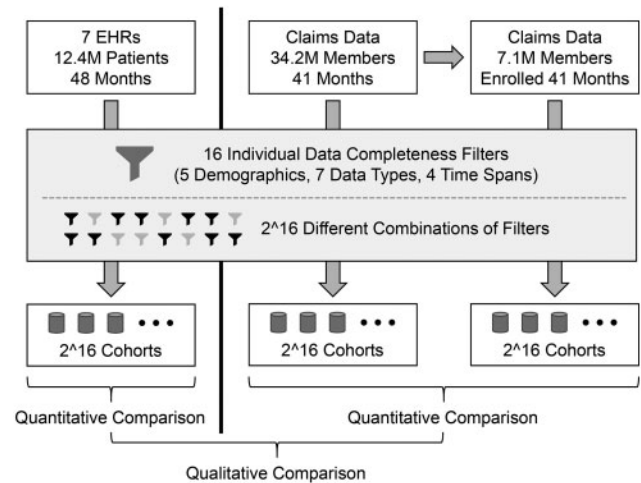 7 EHRs
12.4M Patients
48 Months
Claims Data
34.2M Members
41 Months
Claims Data
7.1M Members
Enrolled 41 Months
16 Individual Data Completeness Filters
(5 Demographics, 7 Data Types, 4 Time Spans)
2^16 Different Combinations of Filters
2^16 Cohorts
2^16 Cohorts
2^16 Cohorts
Quantitative Comparison
Quantitative Comparison
Qualitative Comparison